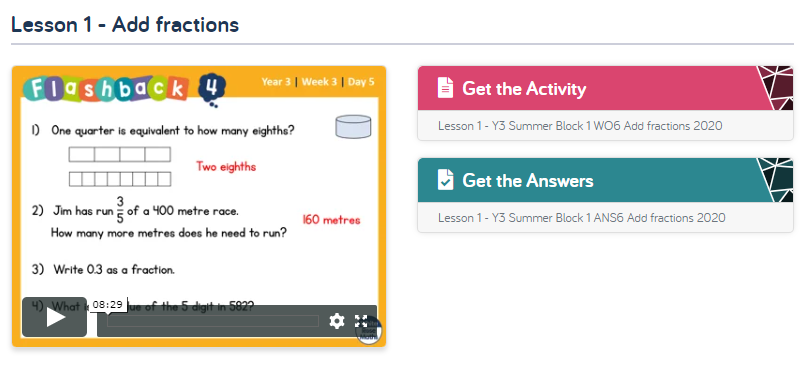 Lesson 1 - Add fractions
Flashback 4
Year 3 | Week 3 | Day 5
1) One quarter is equivalent to how many eighths?
Two eighths
2) Jim has run 3/5 of a 400 metre race.
160 metres
How many more metres does he need to run?
3) Write 0.3 as a fraction.
4) What of the 5 digit in 582?
08:29
Get the Activity
Lesson 1 - Y3 Summer Block 1 WO6 Add fractions 2020
Get the Answers
Lesson 1 - Y3 Summer Block 1 ANS6 Add fractions 2020